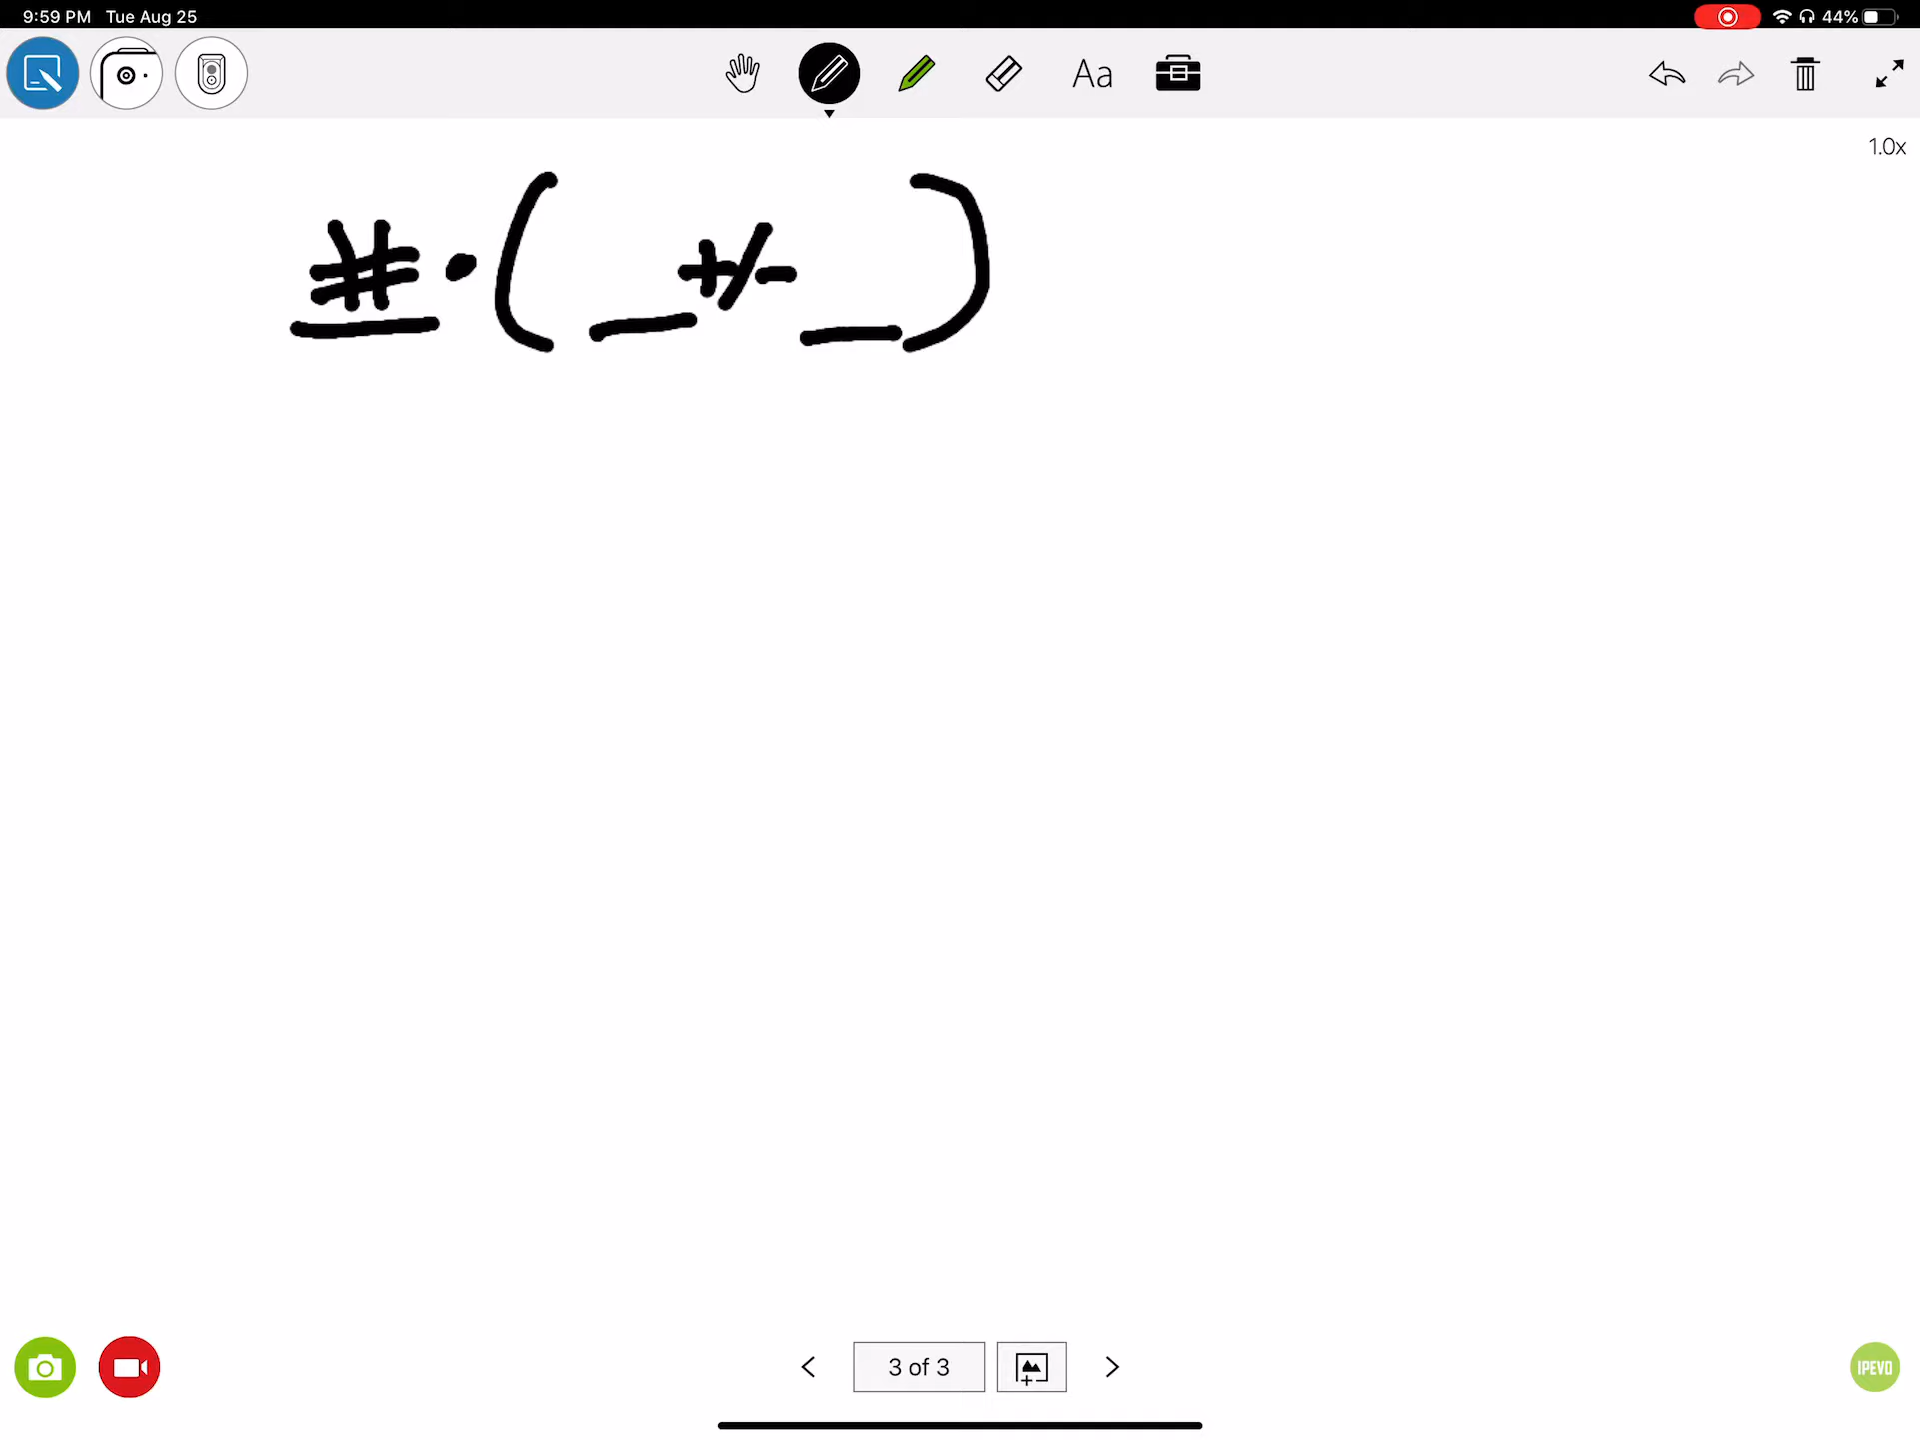 9:59 PM Tue Aug 25 44%
Aa
1.0x
# • ( _ +/- _ )
3 of 3
IPEVO